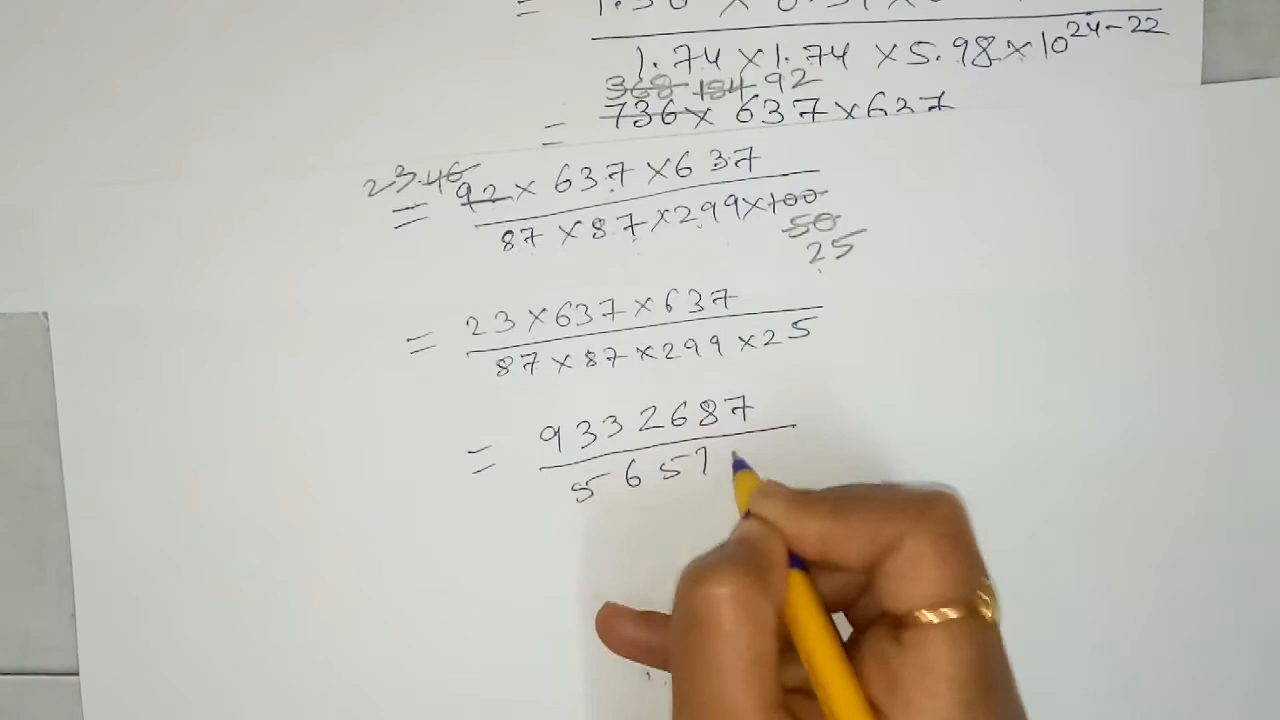 1.74 × 1.74 × 5.98 × 10^24-22
368 184 92
= 736 × 637 × 637
23.46
= 92 × 637 × 637
87 × 87 × 299 × 100
50
25
= 23 × 637 × 637
87 × 87 × 299 × 25
= 9332687
5657